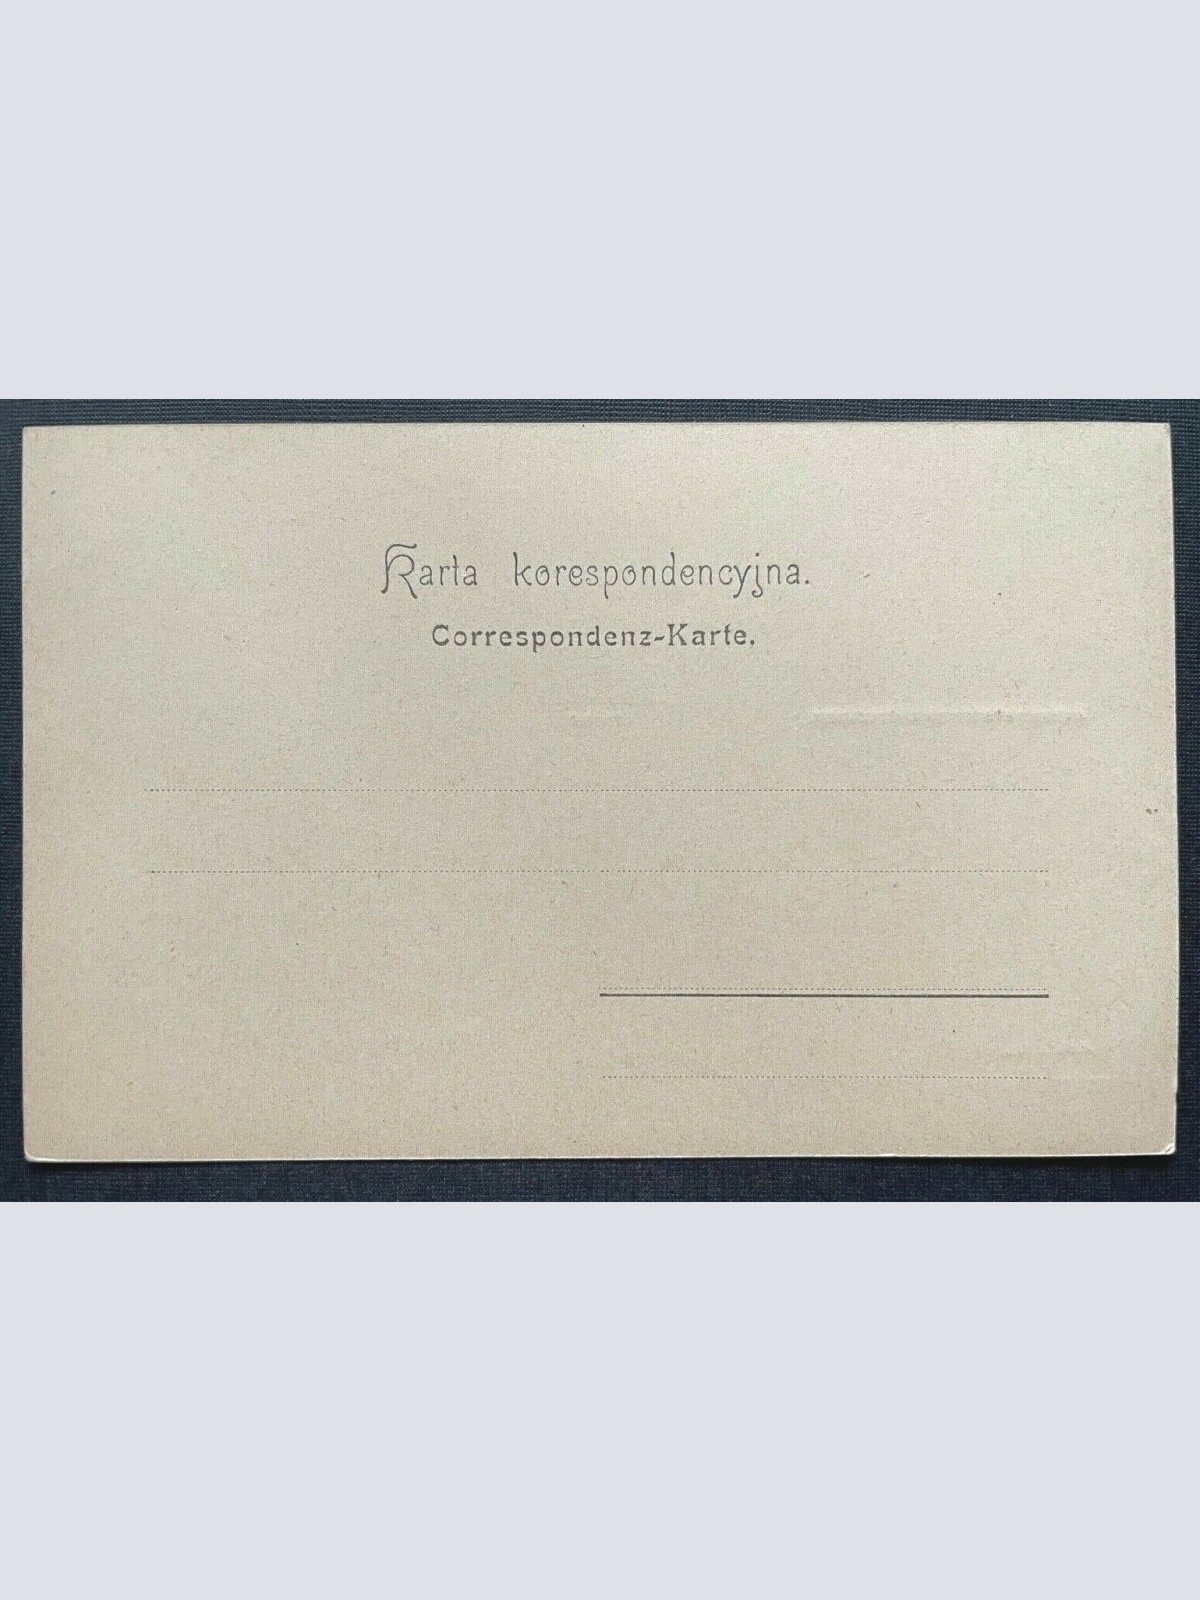 Karta korespondencyjna.
Correspondenz-Karte.